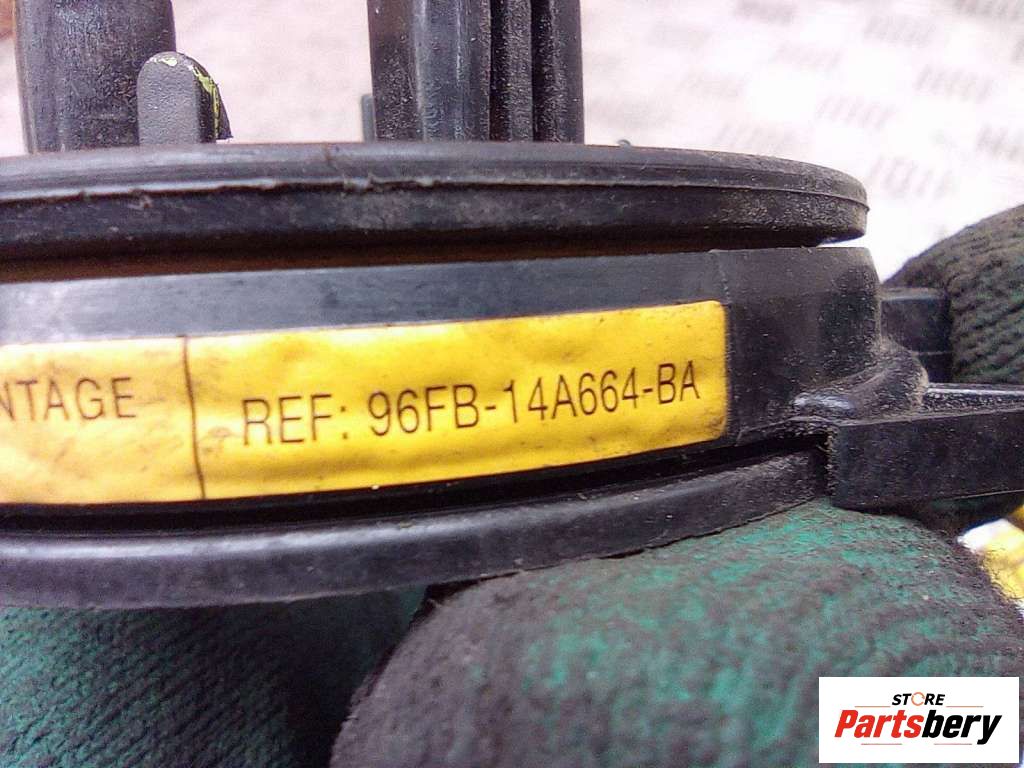 NTAGE
REF: 96FB-14A664-BA
STORE
Partsbery